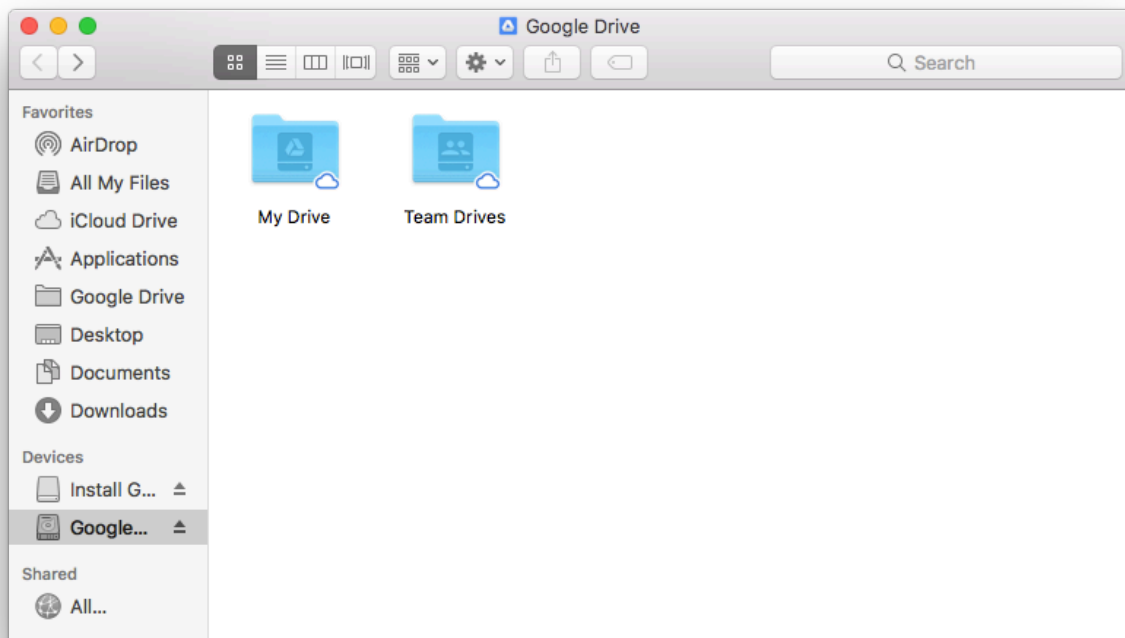 Google Drive
Search
Favorites
AirDrop
All My Files
iCloud Drive
Applications
Google Drive
Desktop
Documents
Downloads
Devices
Install G...
Google...
Shared
All...
My Drive
Team Drives